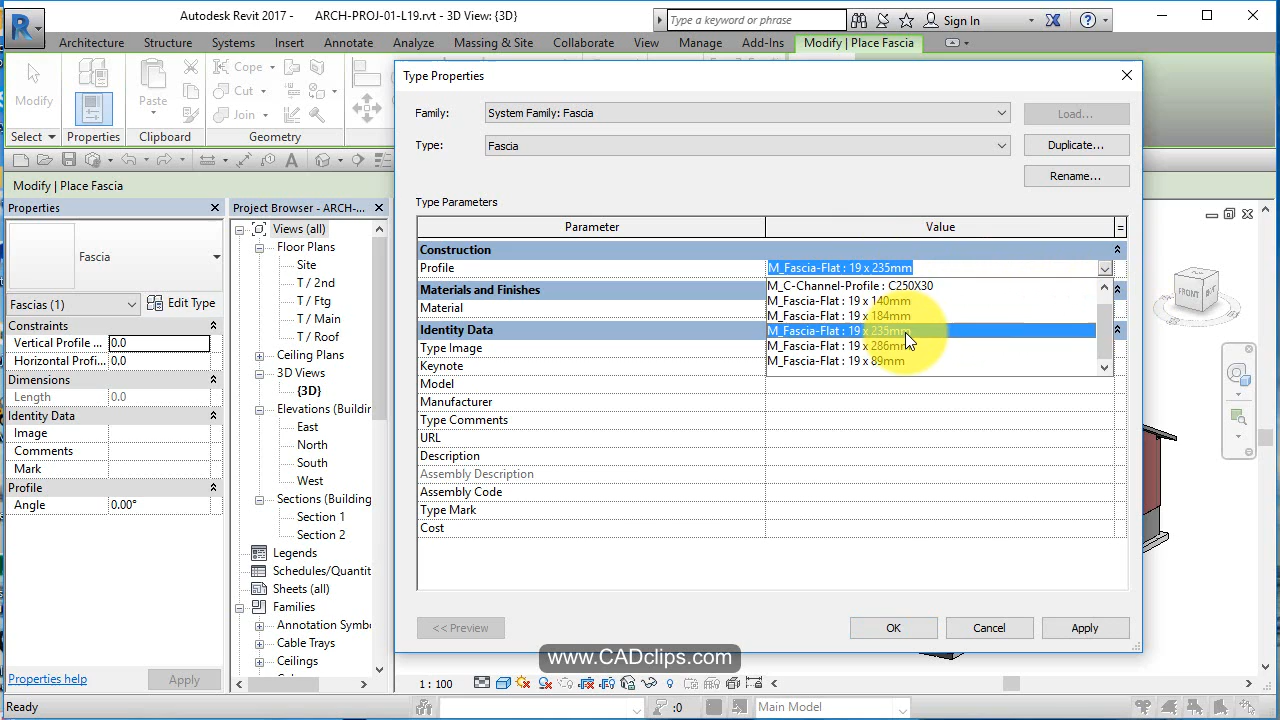 Autodesk Revit 2017 - ARCH-PROJ-01-L19.rvt - 3D View: {3D}
Type a keyword or phrase
Sign In
Architecture Structure Systems Insert Annotate Analyze Massing & Site Collaborate View Manage Add-Ins Modify | Place Fascia
Modify
Properties
Paste
Cope
Cut
Join
Select
Properties
Clipboard
Geometry
Modify | Place Fascia
Properties
Fascia
Fascias (1)
Edit Type
Constraints
Vertical Profile ... 0.0
Horizontal Profi... 0.0
Dimensions
Length 0.0
Identity Data
Image
Comments
Mark
Profile
Angle 0.00°
Properties help
Apply
Project Browser - ARCH-...
Views (all)
Floor Plans
Site
T / 2nd
T / Ftg
T / Main
T / Roof
Ceiling Plans
3D Views
{3D}
Elevations (Buildin
East
North
South
West
Sections (Building
Section 1
Section 2
Legends
Schedules/Quantit
Sheets (all)
Families
Annotation Symbo
Cable Trays
Ceilings
Type Properties
Family: System Family: Fascia Load...
Type: Fascia Duplicate...
Rename...
Type Parameters
Parameter Value =
Construction
Profile M_Fascia-Flat : 19 x 235mm
M_C-Channel-Profile : C250X30
M_Fascia-Flat : 19 x 140mm
M_Fascia-Flat : 19 x 184mm
M_Fascia-Flat : 19 x 235mm
M_Fascia-Flat : 19 x 286mm
M_Fascia-Flat : 19 x 89mm
Materials and Finishes
Material
Identity Data
Type Image
Keynote
Model
Manufacturer
Type Comments
URL
Description
Assembly Description
Assembly Code
Type Mark
Cost
<< Preview
OK
Cancel
Apply
FRONT
www.CADclips.com
1 : 100
Ready
:0
Main Model